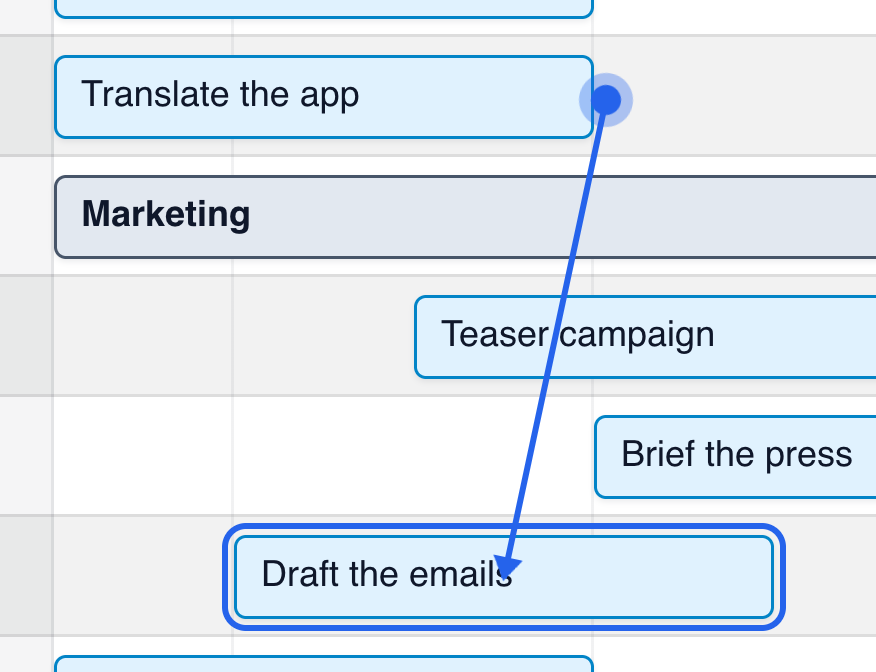 Translate the app
Marketing
Teaser campaign
Brief the press
Draft the emails